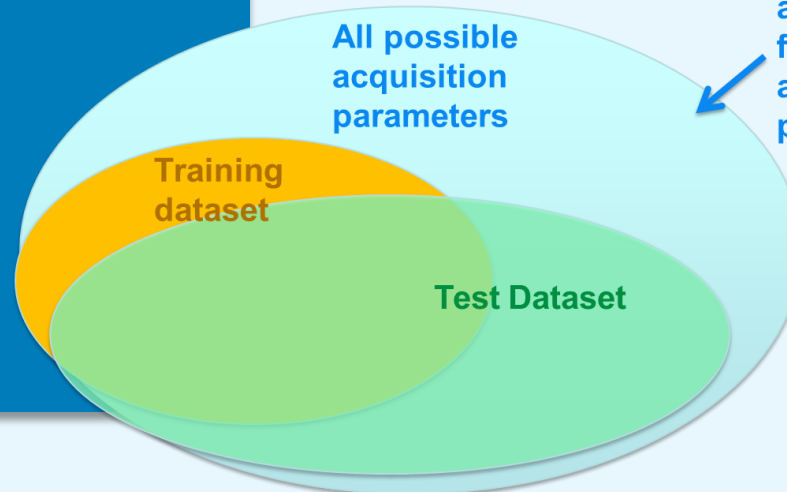 All possible
acquisition
parameters
Training
dataset
Test Dataset